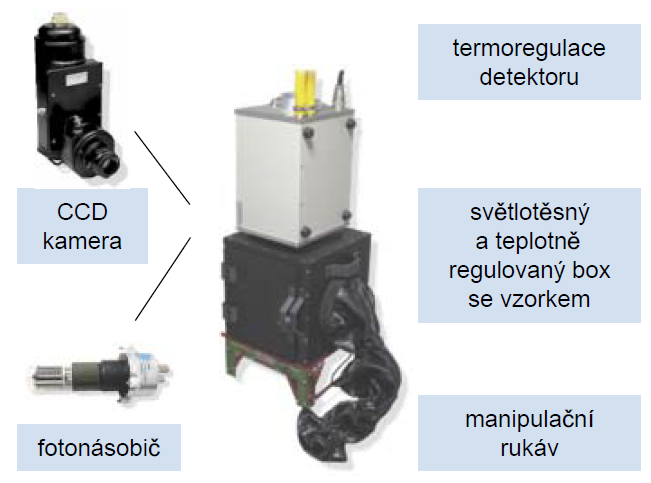 CCD
kamera
fotonásobič
termoregulace
detektoru
světlotěsný
a teplotně
regulovaný box
se vzorkem
manipulační
rukáv